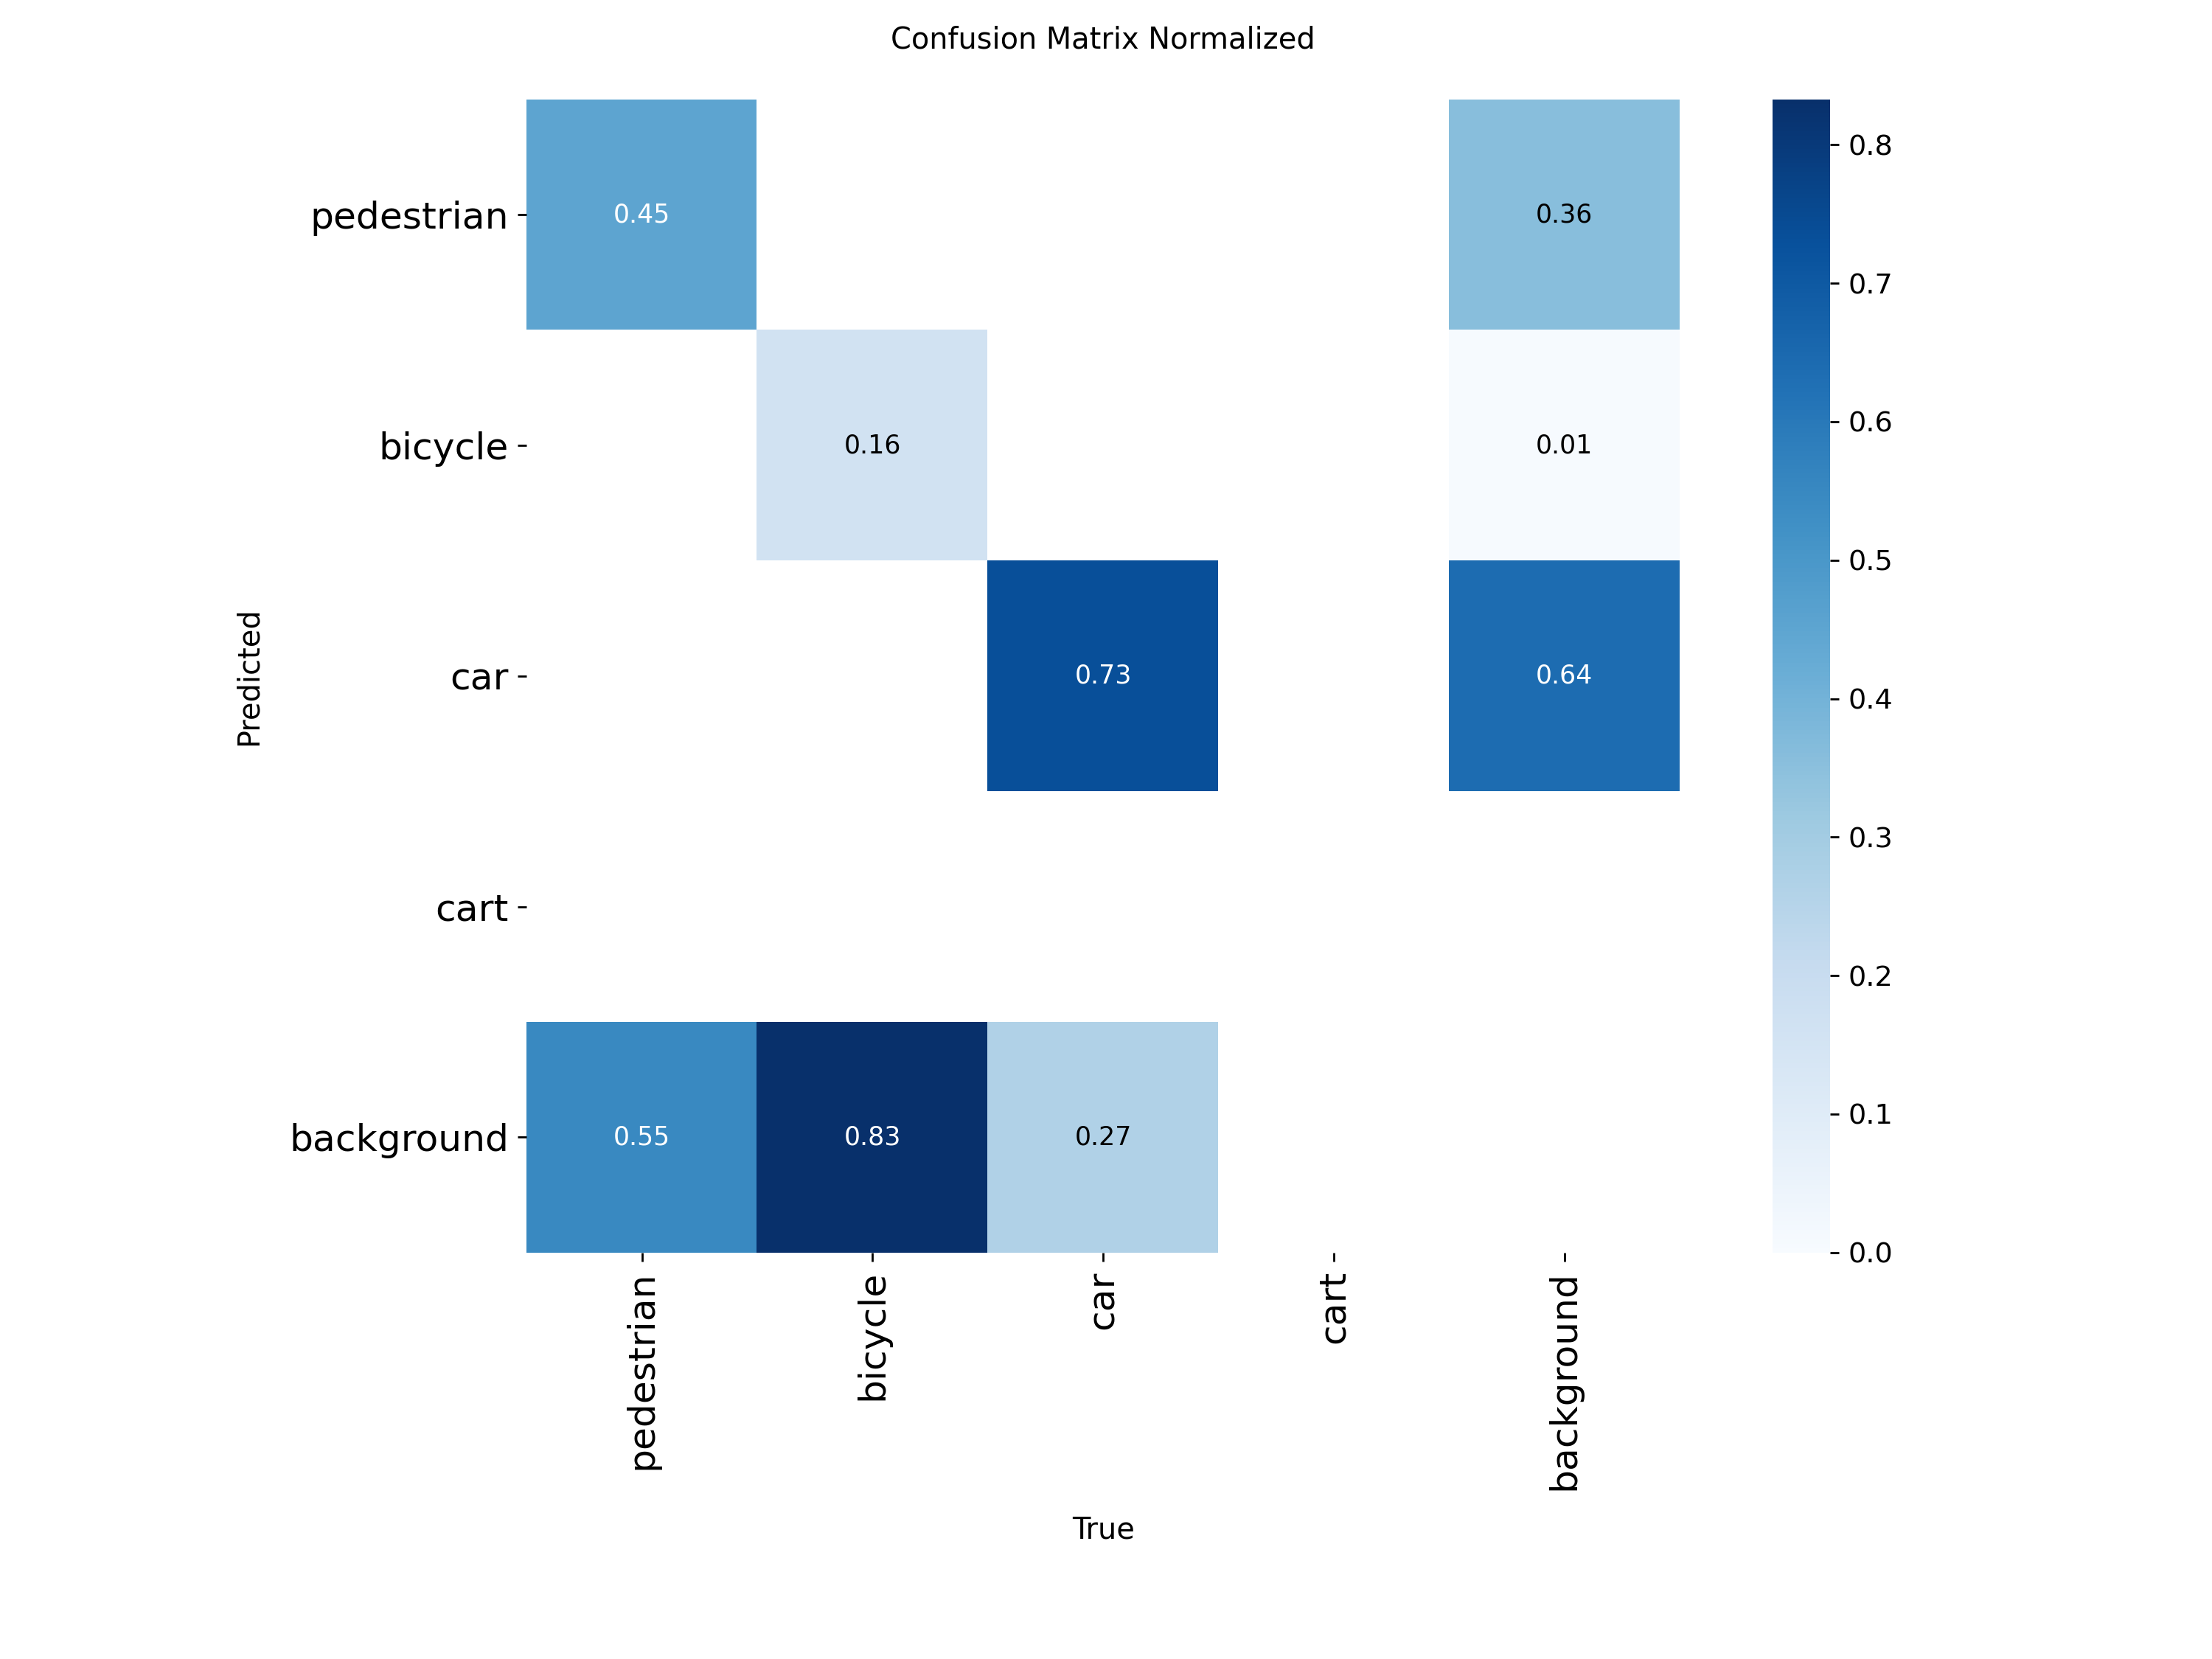 Confusion Matrix Normalized
pedestrian
0.45
0.36
bicycle
0.16
0.01
car
0.73
0.64
cart
background
0.55
0.83
0.27
Predicted
pedestrian
bicycle
car
cart
background
True
0.8
0.7
0.6
0.5
0.4
0.3
0.2
0.1
0.0